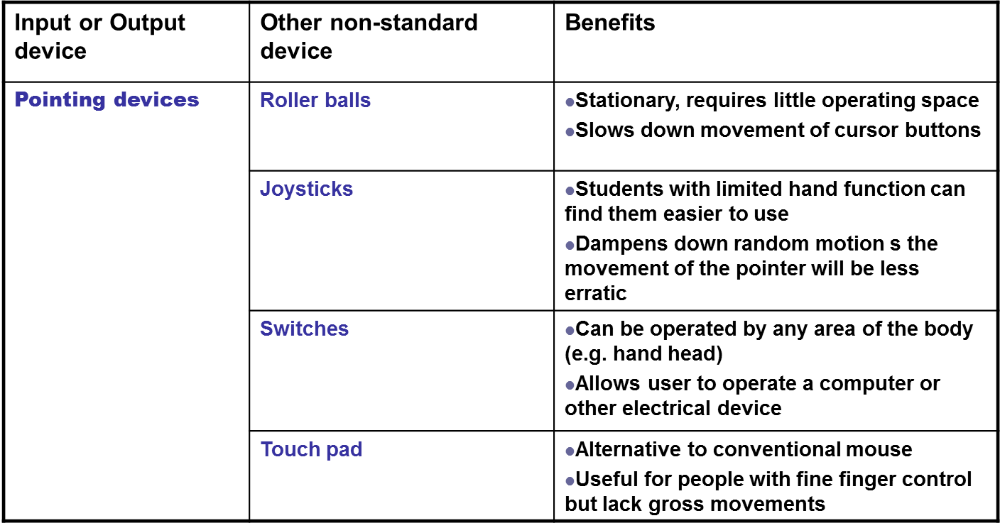 Input or Output
device
Other non-standard
device
Benefits
Pointing devices
Roller balls
●Stationary, requires little operating space
●Slows down movement of cursor buttons
Joysticks
●Students with limited hand function can
find them easier to use
●Dampens down random motion s the
movement of the pointer will be less
erratic
Switches
●Can be operated by any area of the body
(e.g. hand head)
●Allows user to operate a computer or
other electrical device
Touch pad
●Alternative to conventional mouse
●Useful for people with fine finger control
but lack gross movements